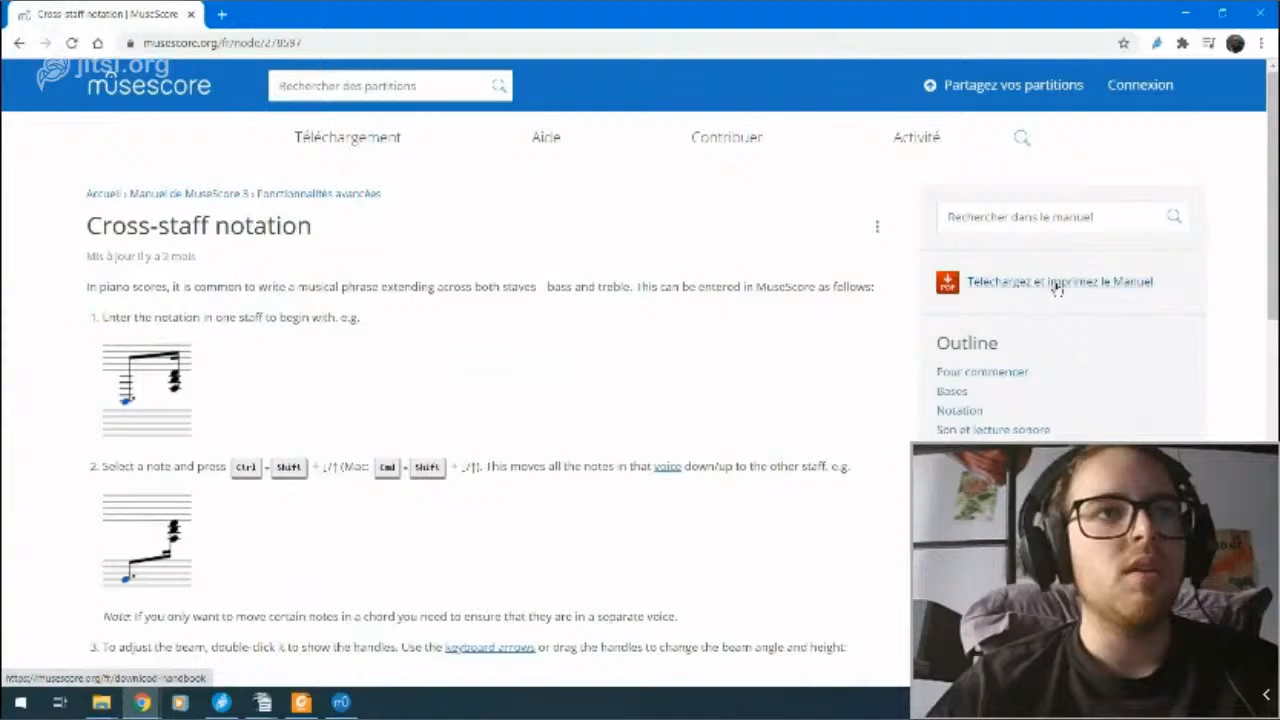 Cross-staff notation | MuseScore
musescore.org/fr/node/278597
jitsi.org
musescore
Rechercher des partitions
Partagez vos partitions
Connexion
Téléchargement
Aide
Contribuer
Activité
Accueil › Manuel de MuseScore 3 › Fonctionnalités avancées
Cross-staff notation
Mis à jour il y a 2 mois
In piano scores, it is common to write a musical phrase extending across both staves bass and treble. This can be entered in MuseScore as follows:
1. Enter the notation in one staff to begin with. e.g.
2. Select a note and press Ctrl + Shift + ↓/↑ (Mac: Cmd + Shift + ↓/↑). This moves all the notes in that voice down/up to the other staff. e.g.
Note: If you only want to move certain notes in a chord you need to ensure that they are in a separate voice.
3. To adjust the beam, double-click it to show the handles. Use the keyboard arrows or drag the handles to change the beam angle and height:
Rechercher dans le manuel
PDF
Téléchargez et imprimez le Manuel
Outline
Pour commencer
Bases
Notation
Son et lecture sonore
https://musescore.org/fr/download-handbook